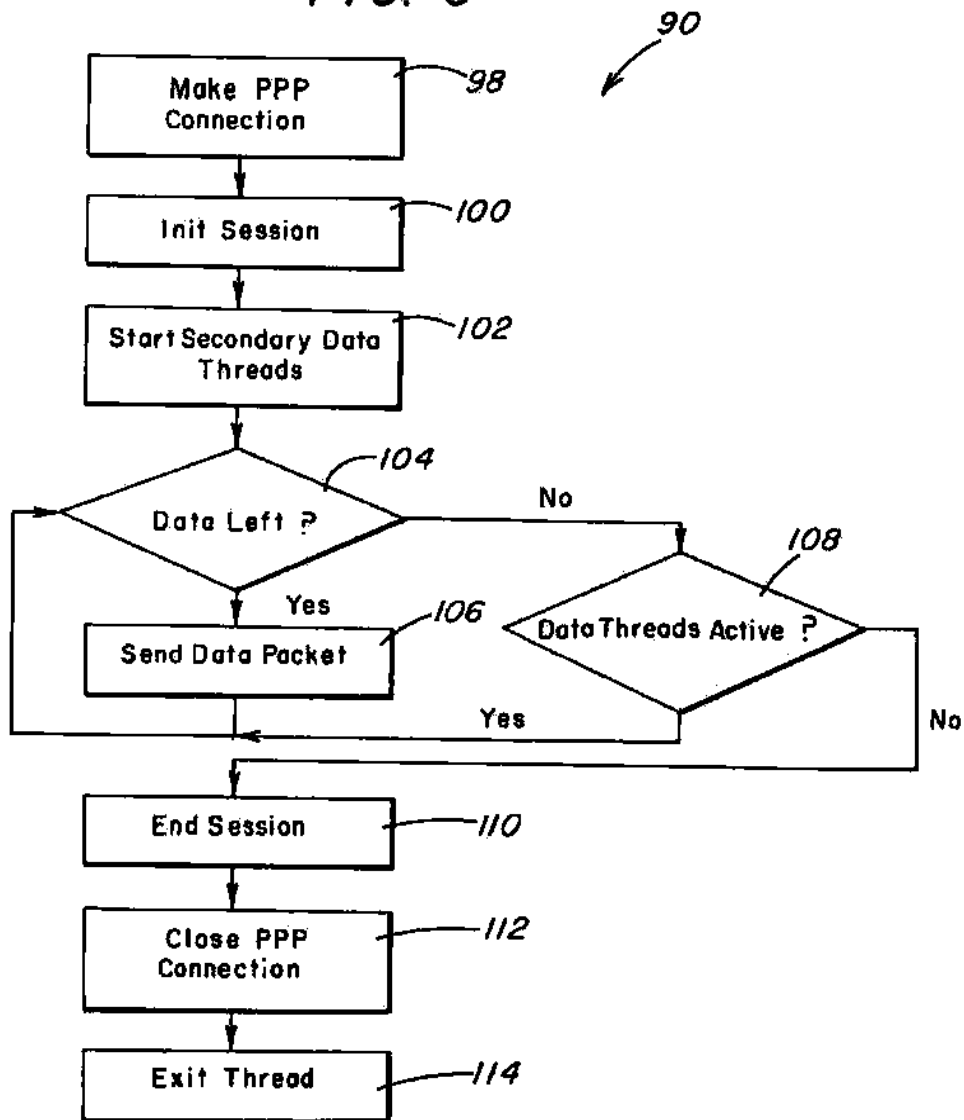 90
Make PPP
Connection
98
Init Session
100
Start Secondary Data
Threads
102
Data Left ?
104
No
Yes
Send Data Packet
106
Data Threads Active ?
108
Yes
No
End Session
110
Close PPP
Connection
112
Exit Thread
114